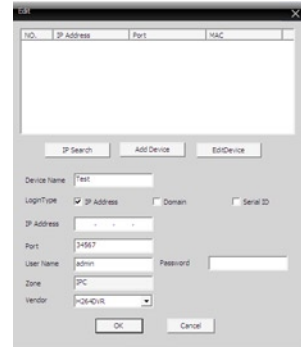 Edit
NO. IP Address Port MAC
IP Search Add Device EditDevice
Device Name Test
LoginType IP Address Domain Serial ID
IP Address . . .
Port 34567
User Name admin Password
Zone IPC
Vendor H264DVR
OK Cancel